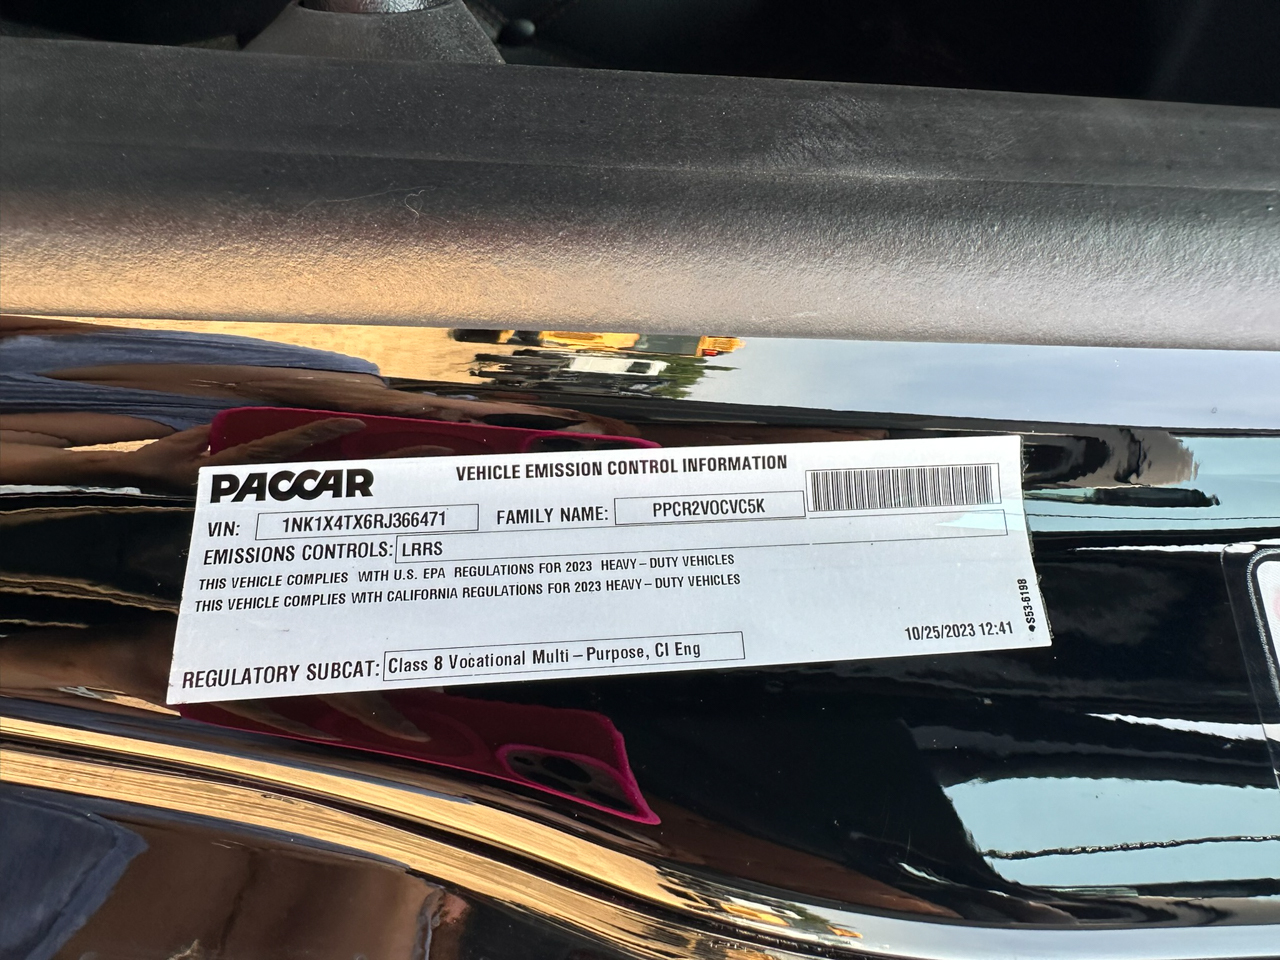 PACCAR VEHICLE EMISSION CONTROL INFORMATION
VIN: 1NK1X4TX6RJ366471 FAMILY NAME: PPCR2VOCVC5K
EMISSIONS CONTROLS: LRRS
THIS VEHICLE COMPLIES WITH U.S. EPA REGULATIONS FOR 2023 HEAVY-DUTY VEHICLES
THIS VEHICLE COMPLIES WITH CALIFORNIA REGULATIONS FOR 2023 HEAVY-DUTY VEHICLES
10/25/2023 12:41
S53-6198
REGULATORY SUBCAT: Class 8 Vocational Multi-Purpose, CI Eng